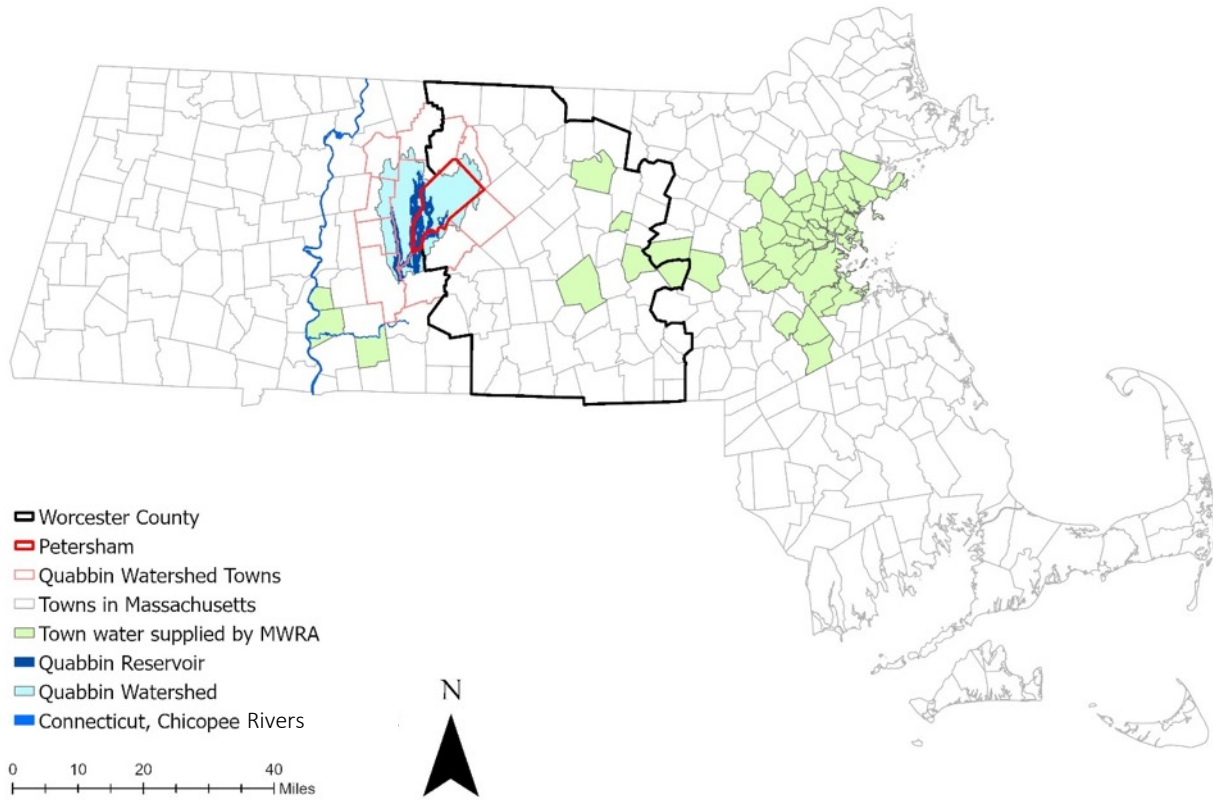 Worcester County
Petersham
Quabbin Watershed Towns
Towns in Massachusetts
Town water supplied by MWRA
Quabbin Reservoir
Quabbin Watershed
Connecticut, Chicopee Rivers
N
0 10 20 40
Miles